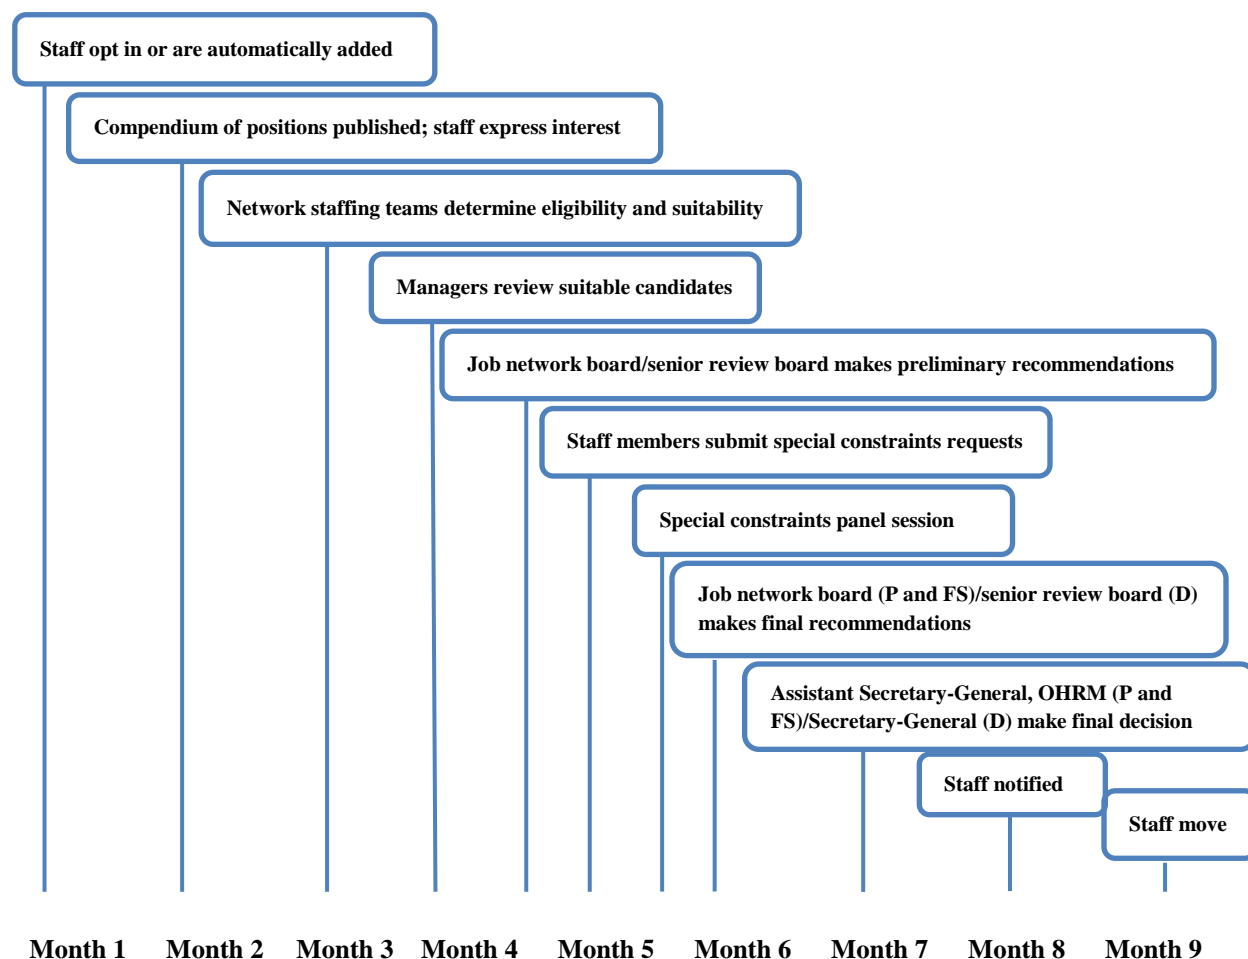 Staff opt in or are automatically added
Compendium of positions published; staff express interest
Network staffing teams determine eligibility and suitability
Managers review suitable candidates
Job network board/senior review board makes preliminary recommendations
Staff members submit special constraints requests
Special constraints panel session
Job network board (P and FS)/senior review board (D)
makes final recommendations
Assistant Secretary-General, OHRM (P and
FS)/Secretary-General (D) make final decision
Staff notified
Staff move
Month 1 Month 2 Month 3 Month 4 Month 5 Month 6 Month 7 Month 8 Month 9